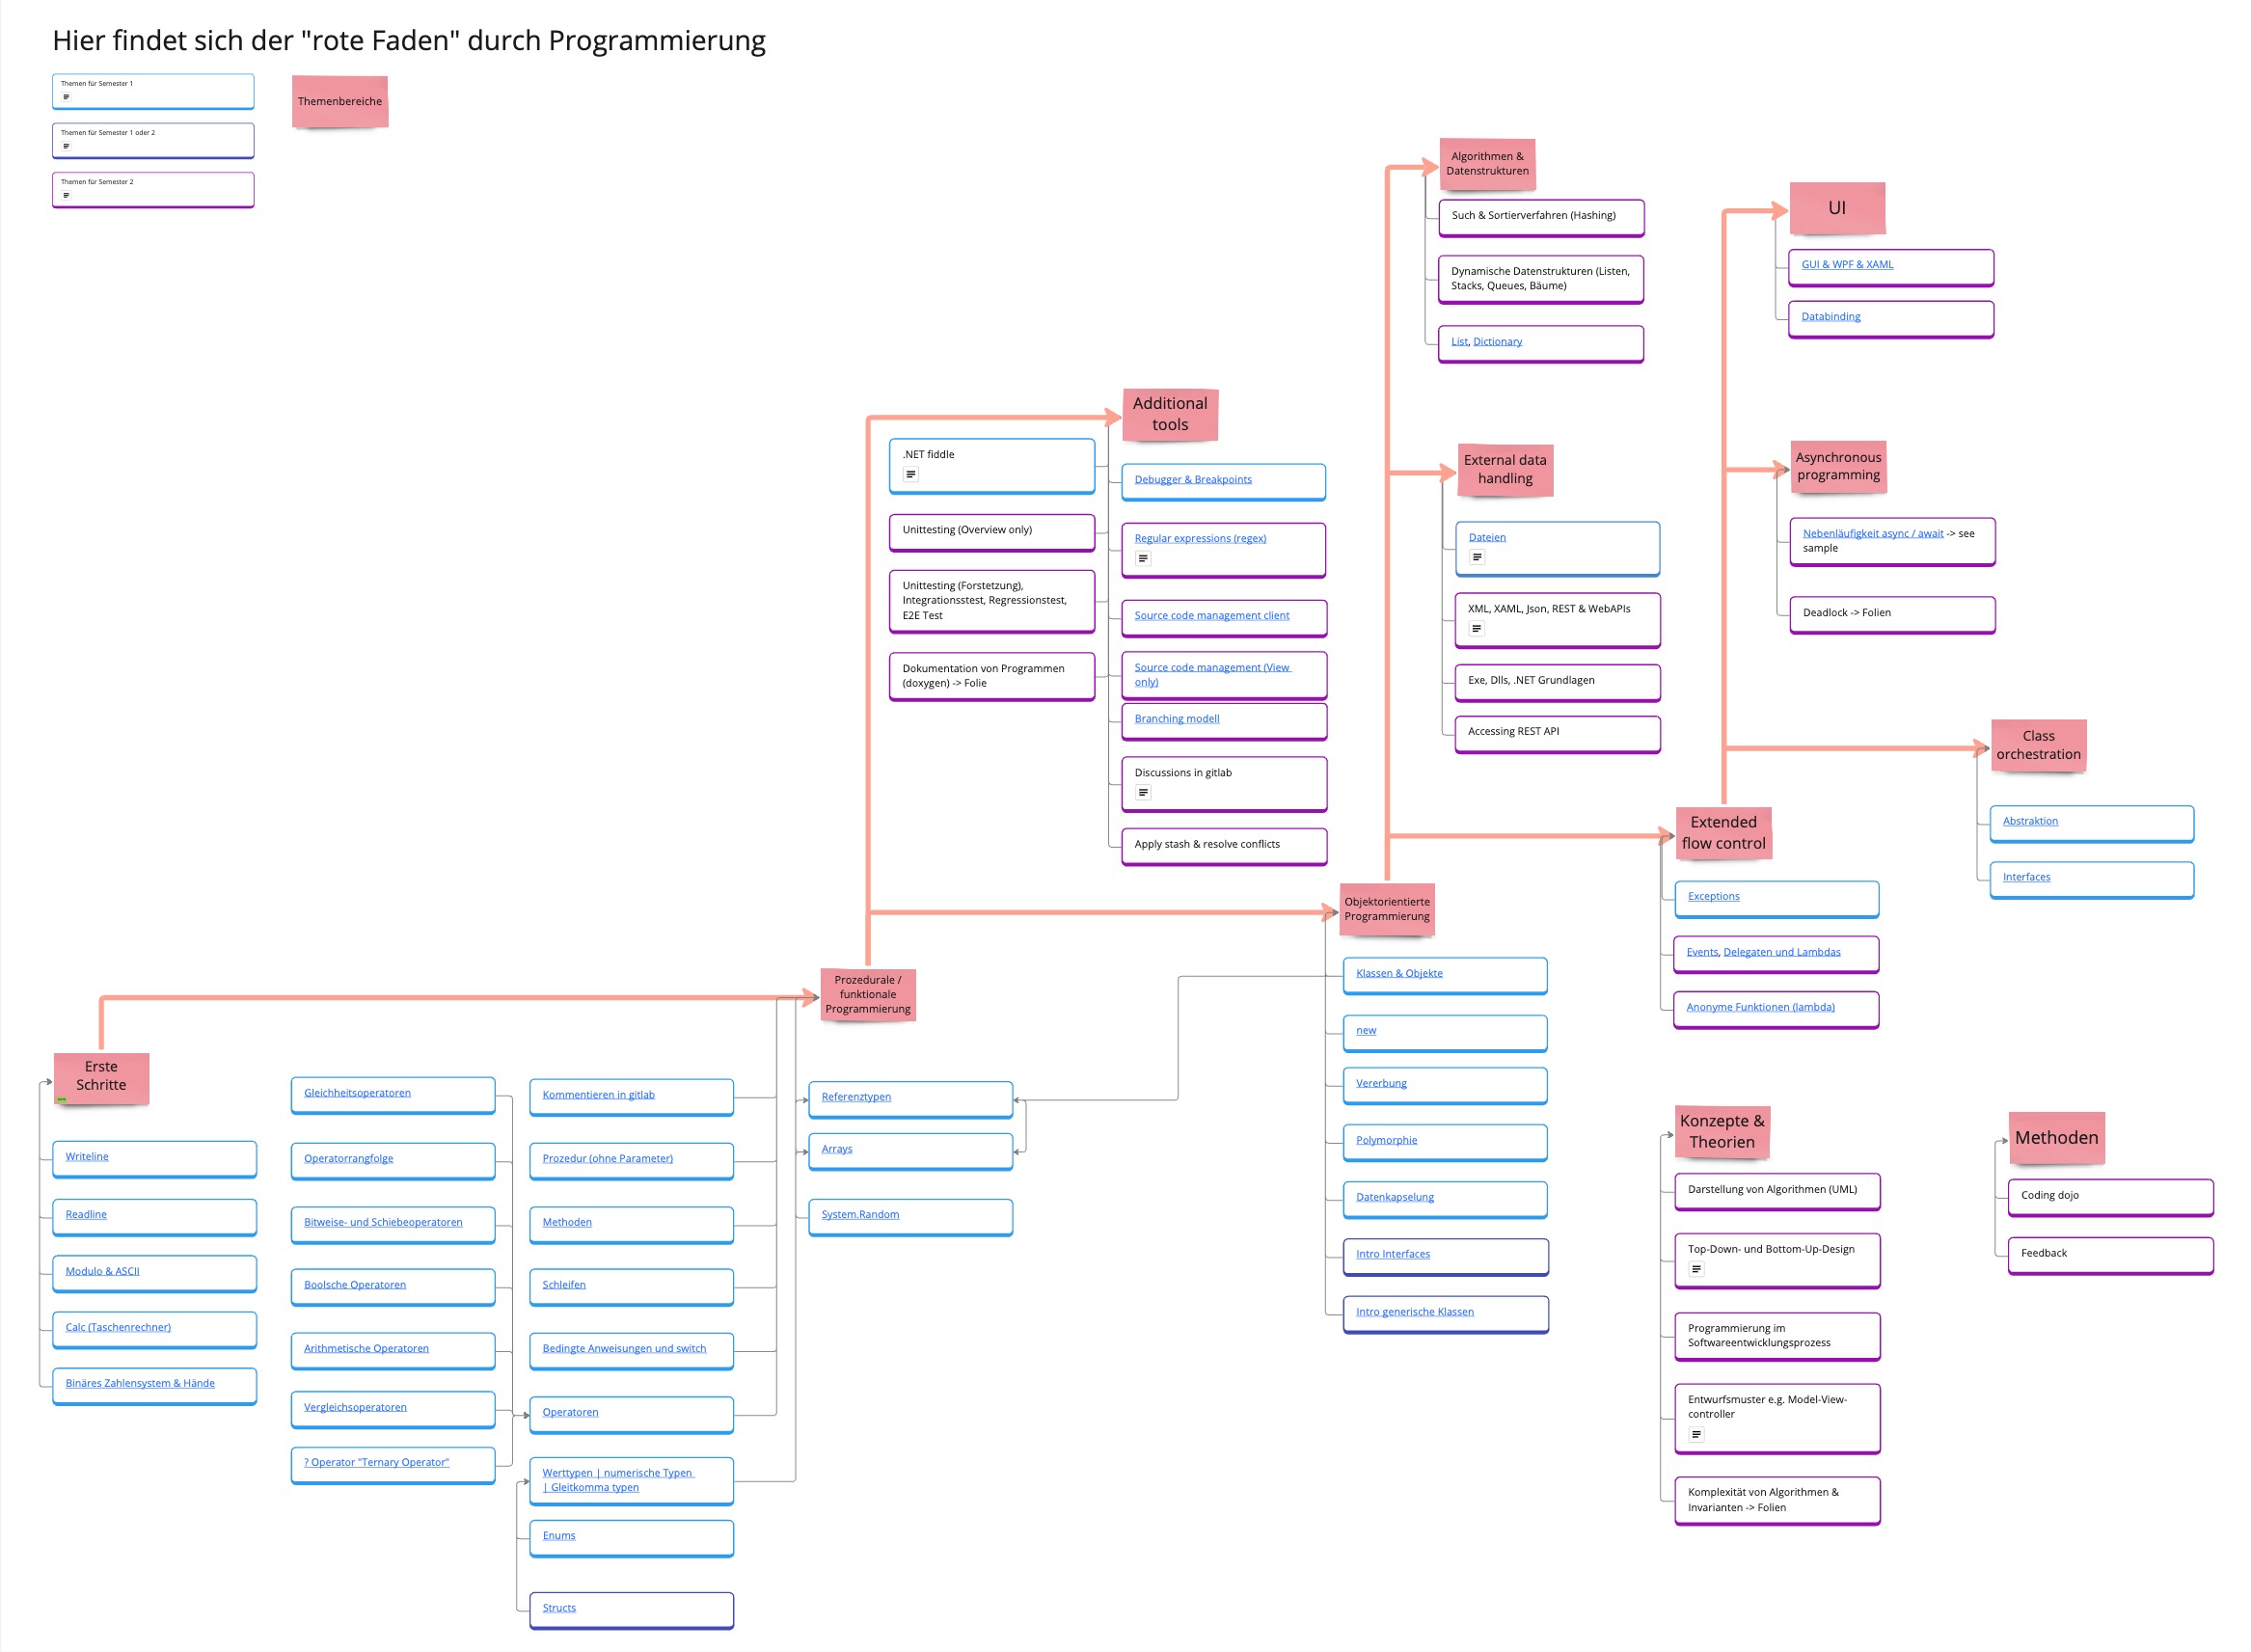 Hier findet sich der "rote Faden" durch Programmierung
Themen für Semester 1
Themen für Semester 1 oder 2
Themen für Semester 2
Themenbereiche
Algorithmen &
Datenstrukturen
Such & Sortierverfahren (Hashing)
Dynamische Datenstrukturen (Listen,
Stacks, Queues, Bäume)
List, Dictionary
UI
GUI & WPF & XAML
Databinding
Additional
tools
.NET fiddle
Unittesting (Overview only)
Unittesting (Forstetzung),
Integrationsstest, Regressionstest,
E2E Test
Dokumentation von Programmen
(doxygen) -> Folie
Debugger & Breakpoints
Regular expressions (regex)
Source code management client
Source code management (View
only)
Branching modell
Discussions in gitlab
Apply stash & resolve conflicts
External data
handling
Dateien
XML, XAML, Json, REST & WebAPIs
Exe, Dlls, .NET Grundlagen
Accessing REST API
Asynchronous
programming
Nebenläufigkeit async / await -> see
sample
Deadlock -> Folien
Class
orchestration
Abstraktion
Interfaces
Extended
flow control
Exceptions
Events, Delegaten und Lambdas
Anonyme Funktionen (lambda)
Objektorientierte
Programmierung
Klassen & Objekte
new
Vererbung
Polymorphie
Datenkapselung
Intro Interfaces
Intro generische Klassen
Prozedurale /
funktionale
Programmierung
Erste
Schritte
Writeline
Readline
Modulo & ASCII
Calc (Taschenrechner)
Binäres Zahlensystem & Hände
Gleichheitsoperatoren
Operatorrangfolge
Bitweise- und Schiebeoperatoren
Boolsche Operatoren
Arithmetische Operatoren
Vergleichsoperatoren
? Operator "Ternary Operator"
Kommentieren in gitlab
Prozedur (ohne Parameter)
Methoden
Schleifen
Bedingte Anweisungen und switch
Operatoren
Werttypen | numerische Typen
| Gleitkomma typen
Enums
Structs
Referenztypen
Arrays
System.Random
Konzepte &
Theorien
Darstellung von Algorithmen (UML)
Top-Down- und Bottom-Up-Design
Programmierung im
Softwareentwicklungsprozess
Entwurfsmuster e.g. Model-View-
controller
Komplexität von Algorithmen &
Invarianten -> Folien
Methoden
Coding dojo
Feedback